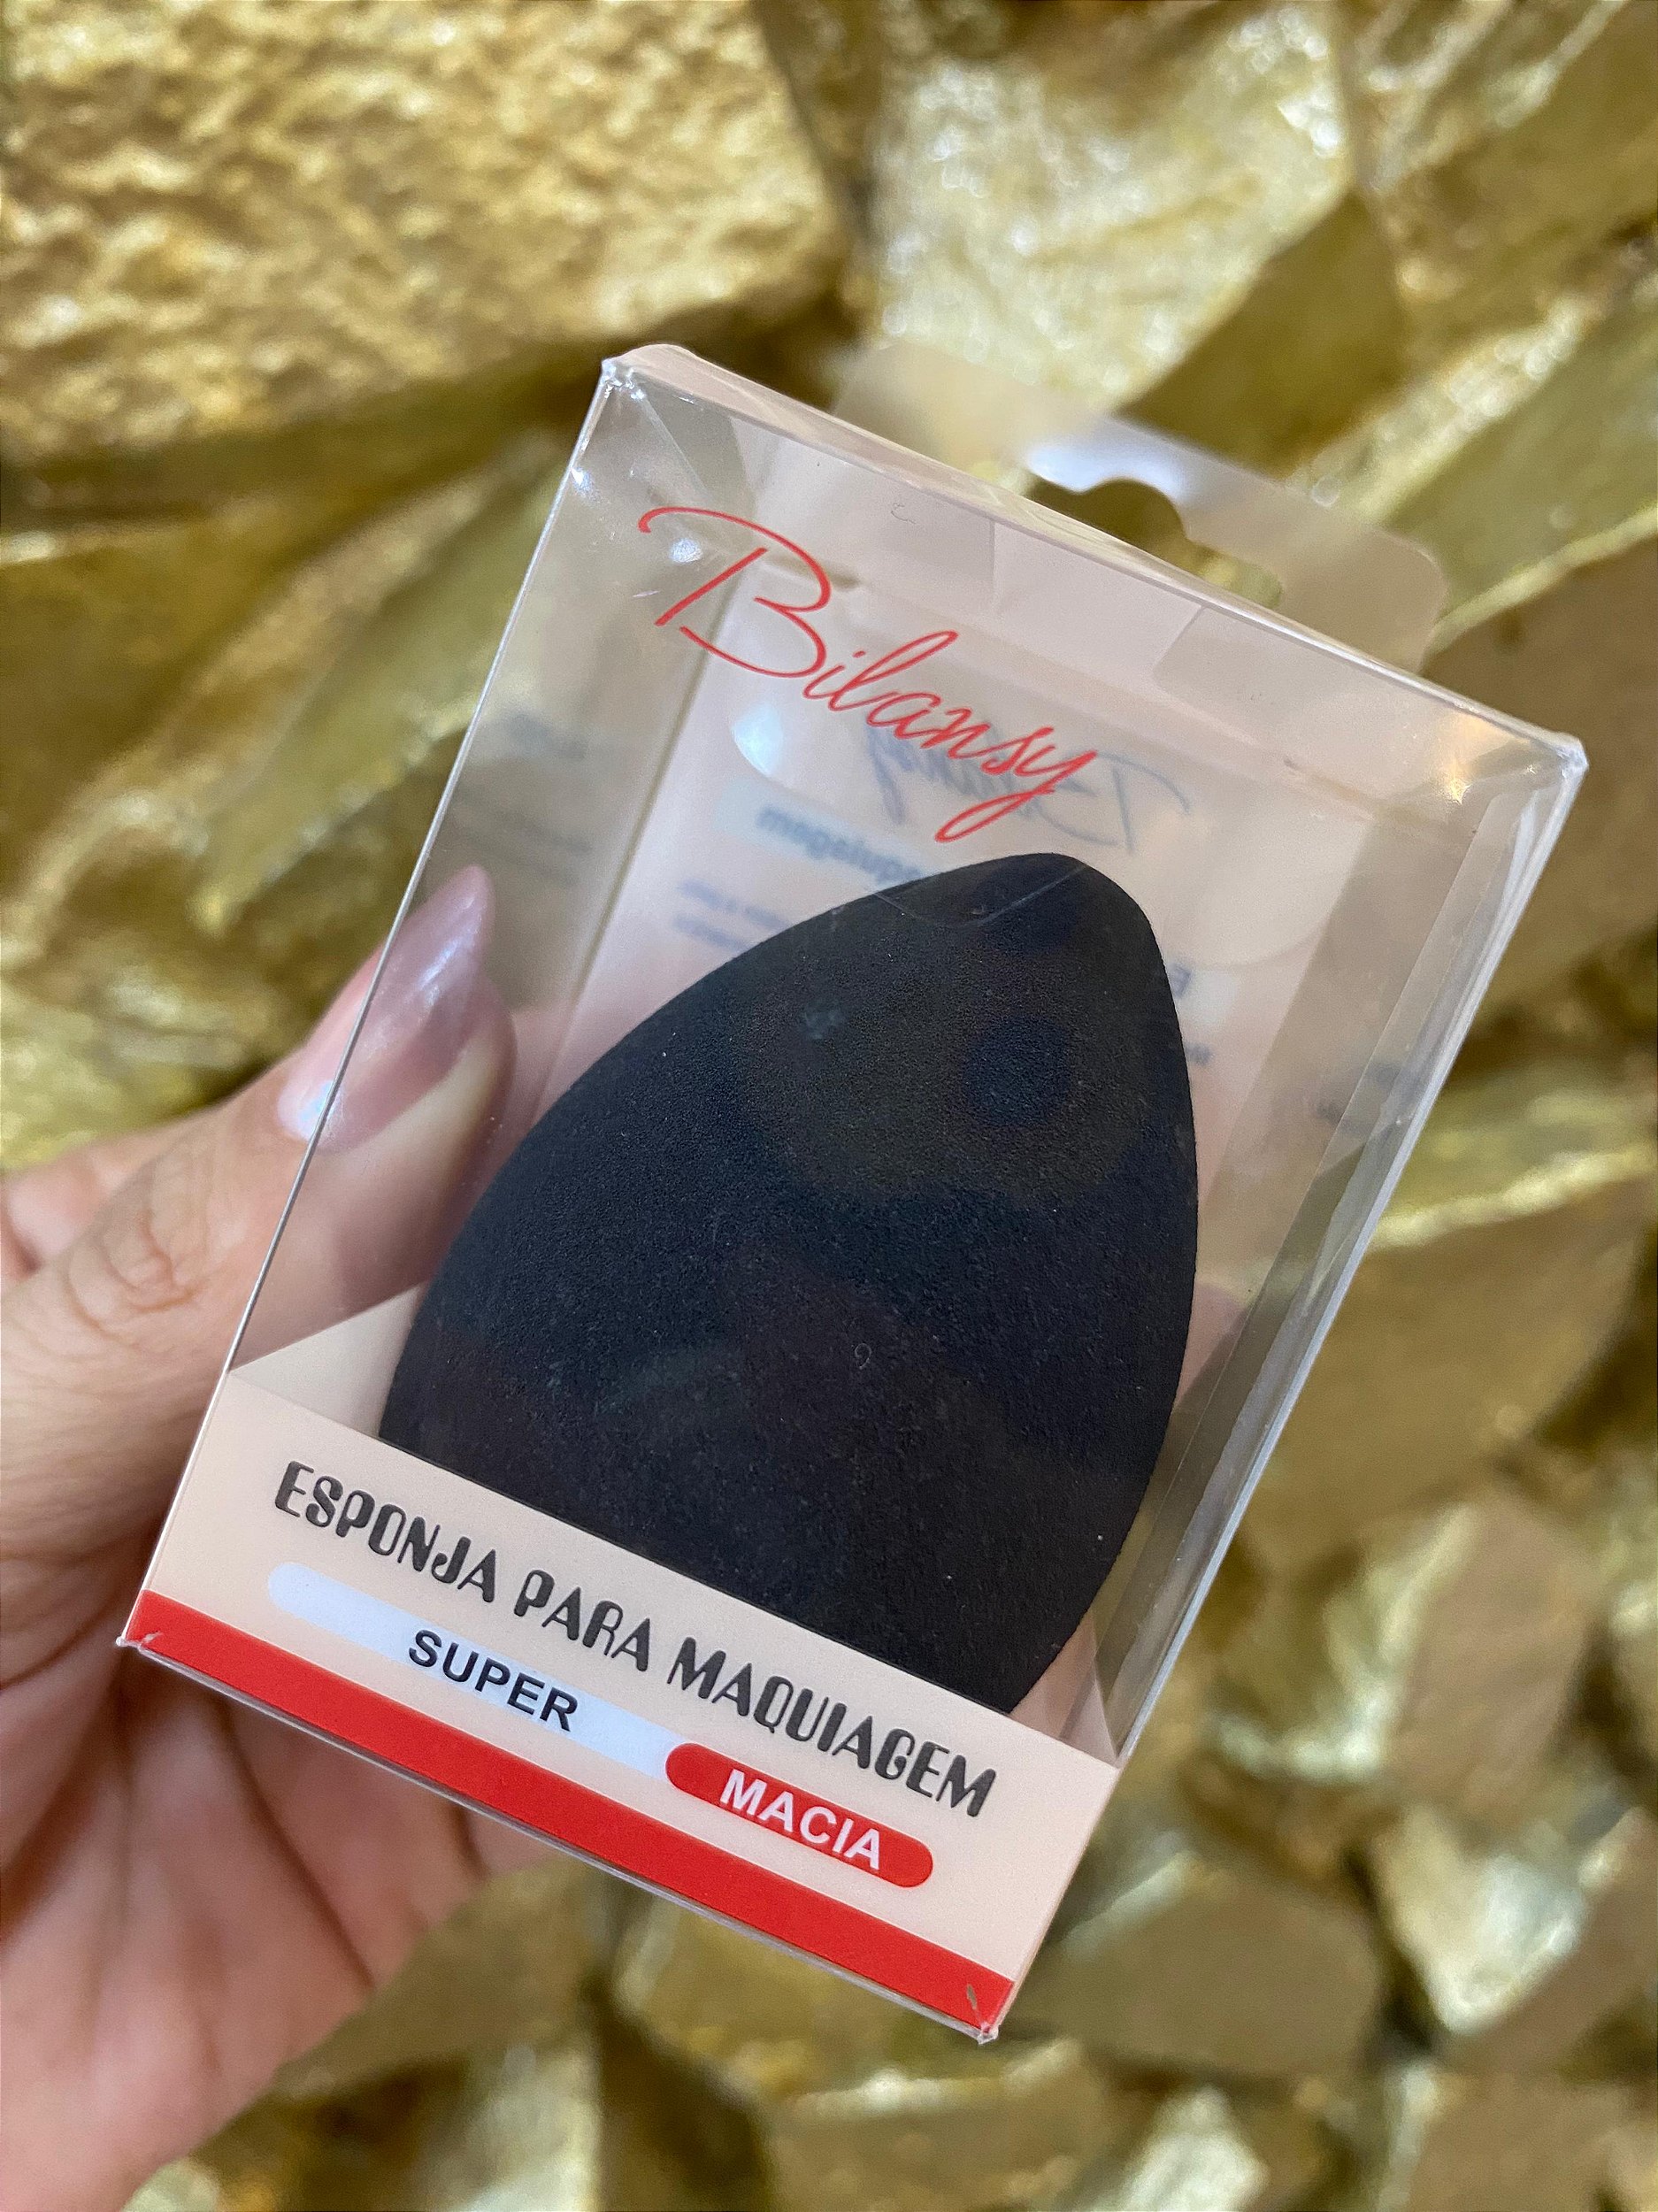 Bilansy
ESPONJA PARA MAQUIAGEM
SUPER
MACIA